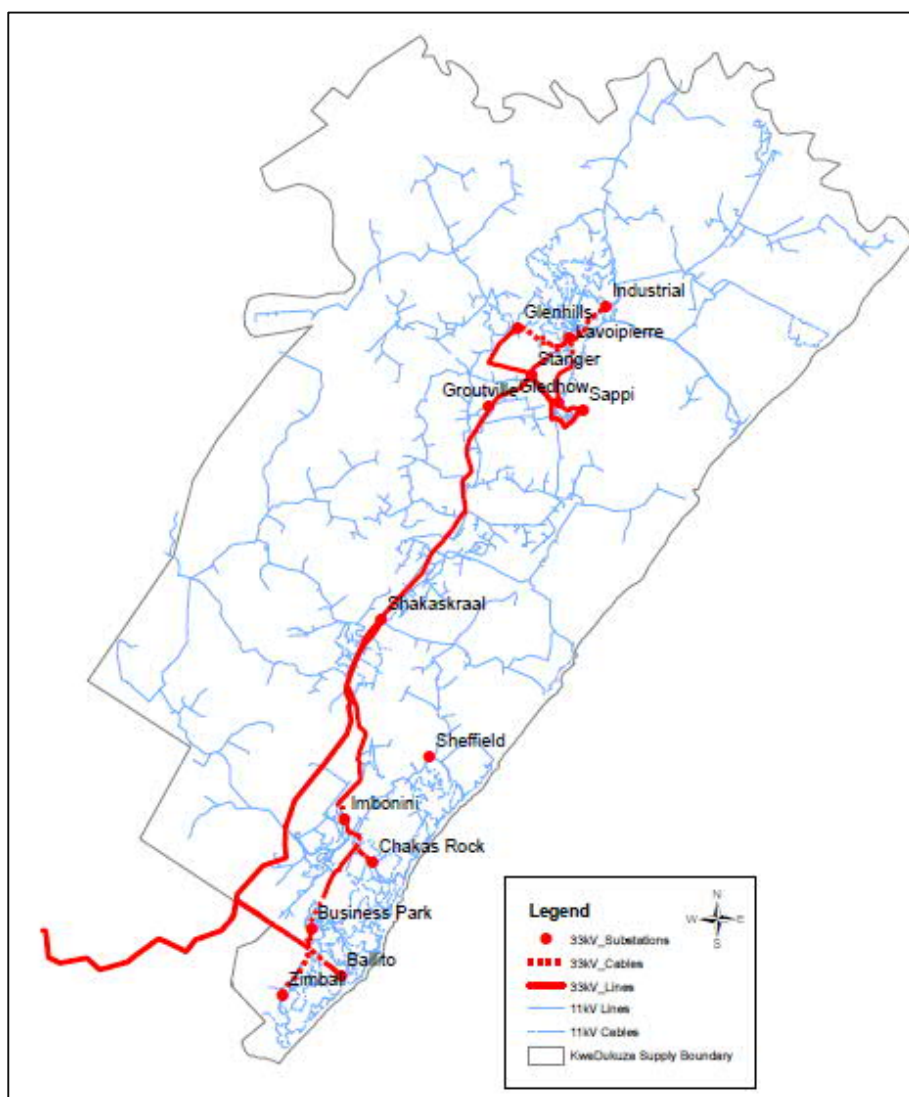 Industrial
Glenhills
Lavoipierre
Stanger
Groutville
Gledhow
Sappi
Shakaskraal
Sheffield
Imbonini
Chakas Rock
Business Park
Ballito
Zimbali
Legend
N
W
E
S
33kV_Substations
33kV_Cables
33kV_Lines
11kV Lines
11kV Cables
KwaDukuza Supply Boundary